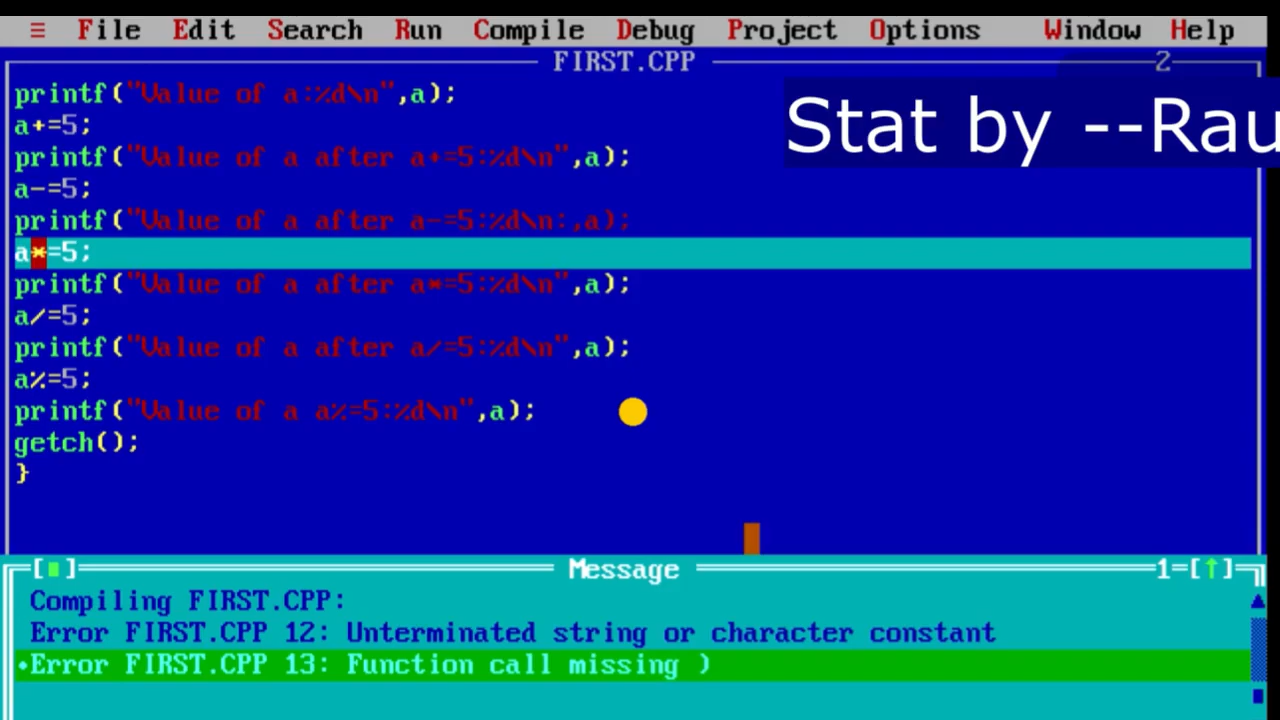 ≡ File Edit Search Run Compile Debug Project Options Window Help
FIRST.CPP 2
Stat by --Rau
printf("Value of a:%d\n",a);
a+=5;
printf("Value of a after a+=5:%d\n",a);
a-=5;
printf("Value of a after a-=5:%d\n:,a);
a*=5;
printf("Value of a after a*=5:%d\n",a);
a/=5;
printf("Value of a after a/=5:%d\n",a);
a%=5;
printf("Value of a a%=5:%d\n",a);
getch();
}
[■] Message 1=[↑]
Compiling FIRST.CPP:
Error FIRST.CPP 12: Unterminated string or character constant
•Error FIRST.CPP 13: Function call missing )